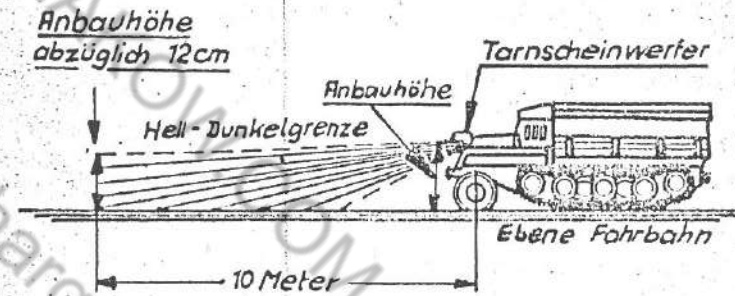 Anbauhöhe
abzüglich 12cm
Tarnscheinwerfer
Anbauhöhe
Hell-Dunkelgrenze
Ebene Fahrbahn
10 Meter